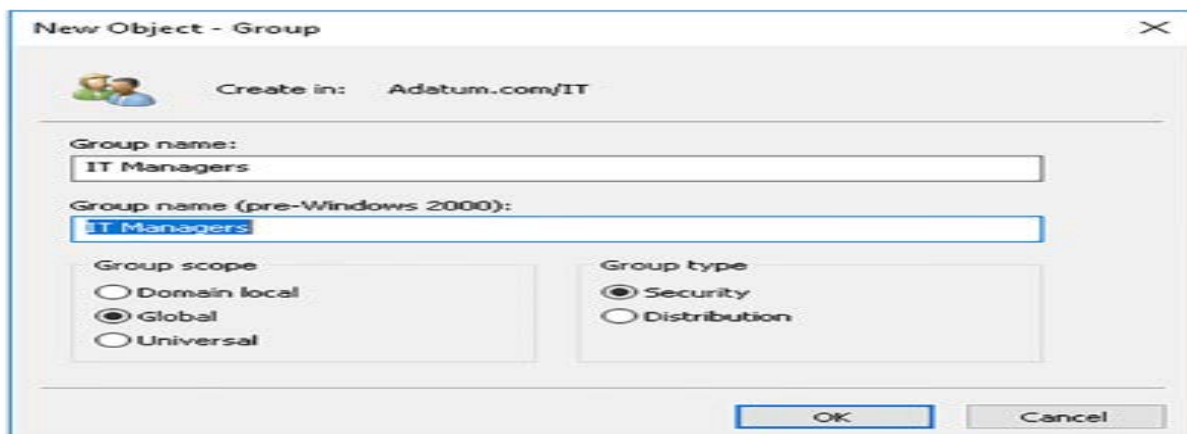 New Object - Group
Create in: Adatum.com/IT
Group name:
IT Managers
Group name (pre-Windows 2000):
IT Managers
Group scope
Domain local
Global
Universal
Group type
Security
Distribution
OK
Cancel